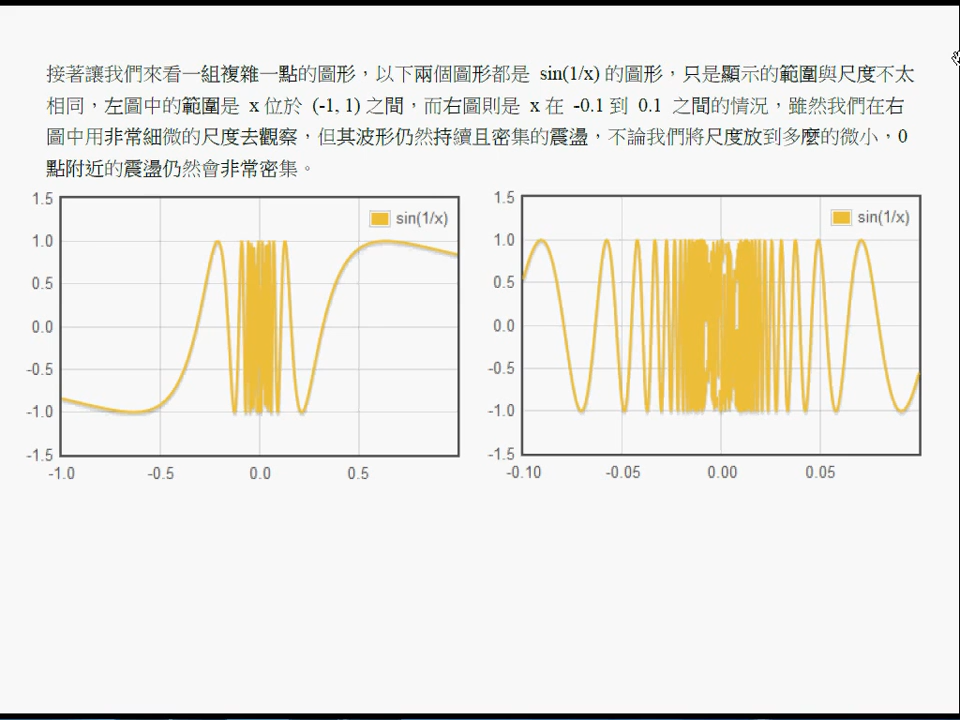 接著讓我們來看一組複雜一點的圖形，以下兩個圖形都是 sin(1/x) 的圖形，只是顯示的範圍與尺度不太
相同，左圖中的範圍是 x 位於 (-1, 1) 之間，而右圖則是 x 在 -0.1 到 0.1 之間的情況，雖然我們在右
圖中用非常細微的尺度去觀察，但其波形仍然持續且密集的震盪，不論我們將尺度放到多麼的微小，0
點附近的震盪仍然會非常密集。
1.5
sin(1/x)
1.0
0.5
0.0
-0.5
-1.0
-1.5
-1.0 -0.5 0.0 0.5
1.5
sin(1/x)
1.0
0.5
0.0
-0.5
-1.0
-1.5
-0.10 -0.05 0.00 0.05